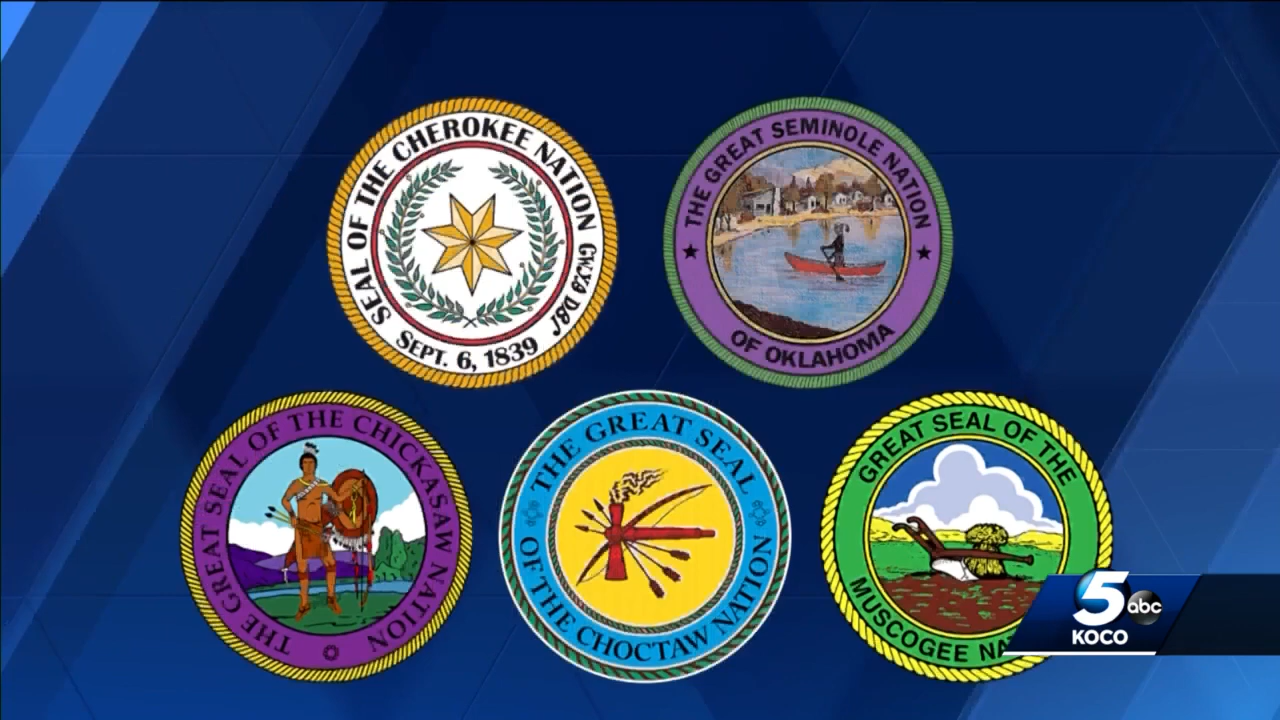 SEAL OF THE CHEROKEE NATION ᏣᎳᎩᎯ ᎠᏰᎵ
SEPT. 6, 1839
THE GREAT SEMINOLE NATION
OF OKLAHOMA
THE GREAT SEAL OF THE CHICKASAW NATION
THE GREAT SEAL
OF THE CHOCTAW NATION
GREAT SEAL OF THE
MUSCOGEE NA
5 abc
KOCO